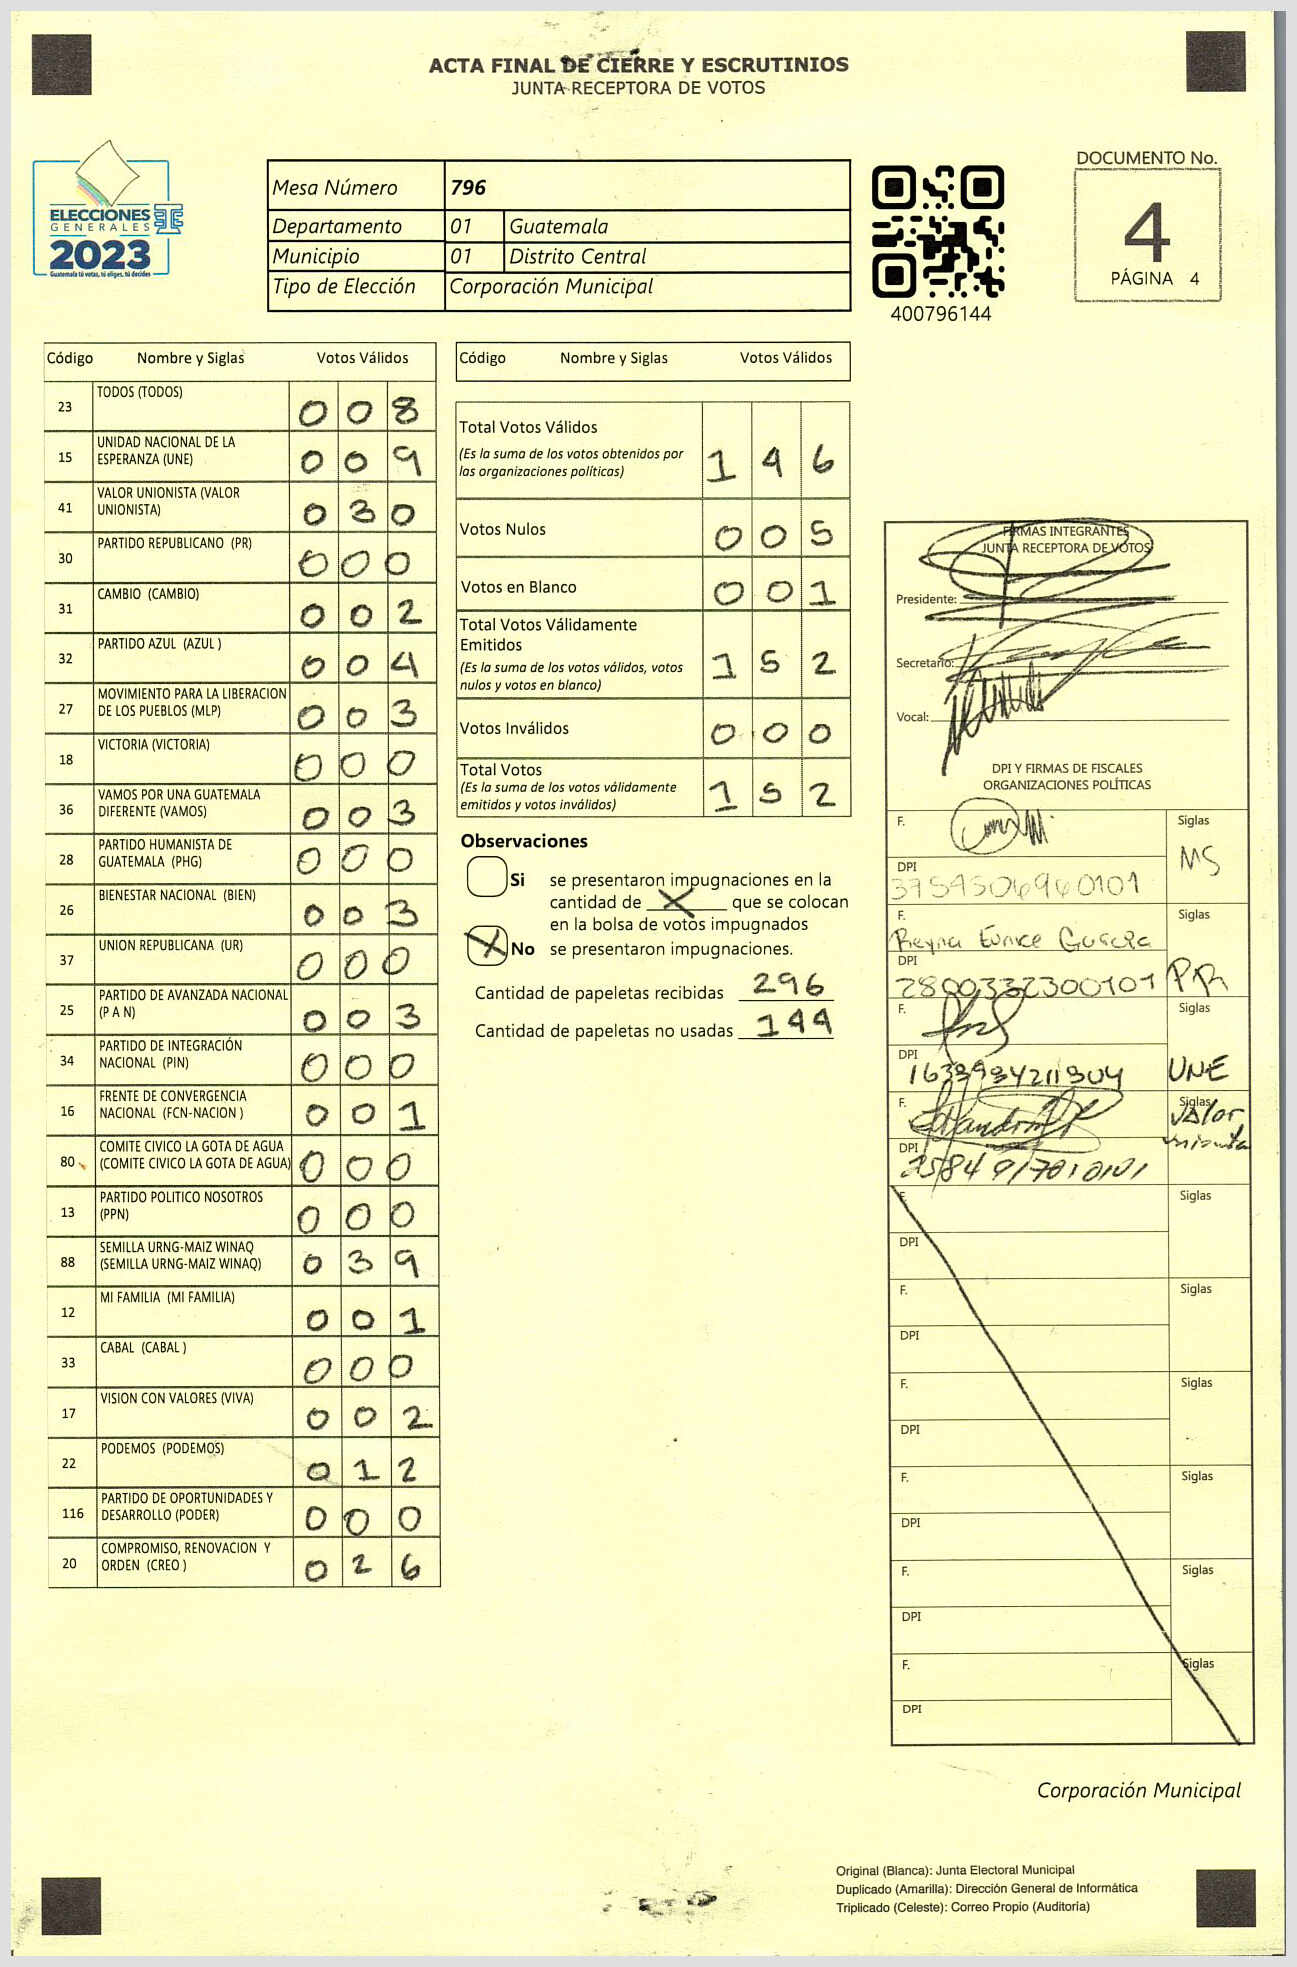 ACTA FINAL DE CIERRE Y ESCRUTINIOS
JUNTA RECEPTORA DE VOTOS
ELECCIONES
GENERALES
2023
Guatemala tú votas, tú eliges, tú decides
Mesa Número 796
Departamento 01 Guatemala
Municipio 01 Distrito Central
Tipo de Elección Corporación Municipal
400796144
DOCUMENTO No.
4
PÁGINA 4
Código Nombre y Siglas Votos Válidos
23 TODOS (TODOS) 0 0 8
15 UNIDAD NACIONAL DE LA
ESPERANZA (UNE) 0 0 9
41 VALOR UNIONISTA (VALOR
UNIONISTA) 0 3 0
30 PARTIDO REPUBLICANO (PR) 0 0 0
31 CAMBIO (CAMBIO) 0 0 2
32 PARTIDO AZUL (AZUL ) 0 0 4
27 MOVIMIENTO PARA LA LIBERACION
DE LOS PUEBLOS (MLP) 0 0 3
18 VICTORIA (VICTORIA) 0 0 0
36 VAMOS POR UNA GUATEMALA
DIFERENTE (VAMOS) 0 0 3
28 PARTIDO HUMANISTA DE
GUATEMALA (PHG) 0 0 0
26 BIENESTAR NACIONAL (BIEN) 0 0 3
37 UNION REPUBLICANA (UR) 0 0 0
25 PARTIDO DE AVANZADA NACIONAL
(P A N) 0 0 3
34 PARTIDO DE INTEGRACIÓN
NACIONAL (PIN) 0 0 0
16 FRENTE DE CONVERGENCIA
NACIONAL (FCN-NACION ) 0 0 1
80 COMITE CIVICO LA GOTA DE AGUA
(COMITE CIVICO LA GOTA DE AGUA) 0 0 0
13 PARTIDO POLITICO NOSOTROS
(PPN) 0 0 0
88 SEMILLA URNG-MAIZ WINAQ
(SEMILLA URNG-MAIZ WINAQ) 0 3 9
12 MI FAMILIA (MI FAMILIA) 0 0 1
33 CABAL (CABAL ) 0 0 0
17 VISION CON VALORES (VIVA) 0 0 2
22 PODEMOS (PODEMOS) 0 1 2
116 PARTIDO DE OPORTUNIDADES Y
DESARROLLO (PODER) 0 0 0
20 COMPROMISO, RENOVACION Y
ORDEN (CREO ) 0 2 6
Código Nombre y Siglas Votos Válidos
Total Votos Válidos
(Es la suma de los votos obtenidos por
las organizaciones políticas) 1 4 6
Votos Nulos 0 0 5
Votos en Blanco 0 0 1
Total Votos Válidamente
Emitidos
(Es la suma de los votos válidos, votos
nulos y votos en blanco) 1 5 2
Votos Inválidos 0 0 0
Total Votos
(Es la suma de los votos válidamente
emitidos y votos inválidos) 1 5 2
Observaciones
Si se presentaron impugnaciones en la
cantidad de X que se colocan
en la bolsa de votos impugnados
X No se presentaron impugnaciones.
Cantidad de papeletas recibidas 296
Cantidad de papeletas no usadas 144
FIRMAS INTEGRANTES
JUNTA RECEPTORA DE VOTOS
Presidente:
Secretario:
Vocal:
DPI Y FIRMAS DE FISCALES
ORGANIZACIONES POLÍTICAS
F. Siglas
MS
DPI
F. Siglas
Reyna Eunice García
DPI
2800332300101 PR
F. Siglas
DPI
UNE
F. Siglas
Valor
unionista
DPI
F. Siglas
DPI
F. Siglas
DPI
F. Siglas
DPI
F. Siglas
DPI
F. Siglas
DPI
F. Siglas
DPI
Corporación Municipal
Original (Blanca): Junta Electoral Municipal
Duplicado (Amarilla): Dirección General de Informática
Triplicado (Celeste): Correo Propio (Auditoría)